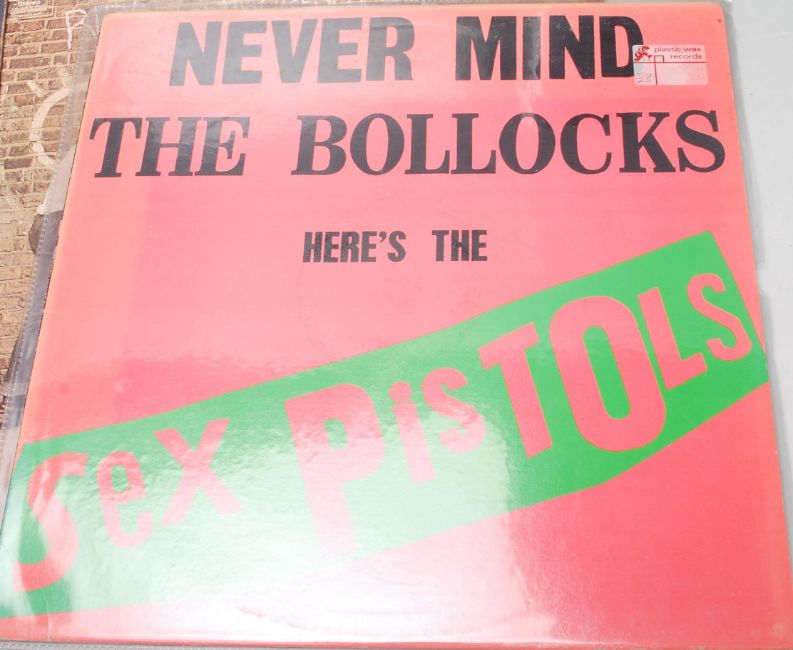 NEVER MIND
plastic wax
records
THE BOLLOCKS
HERE'S THE
Sex PisTOLs